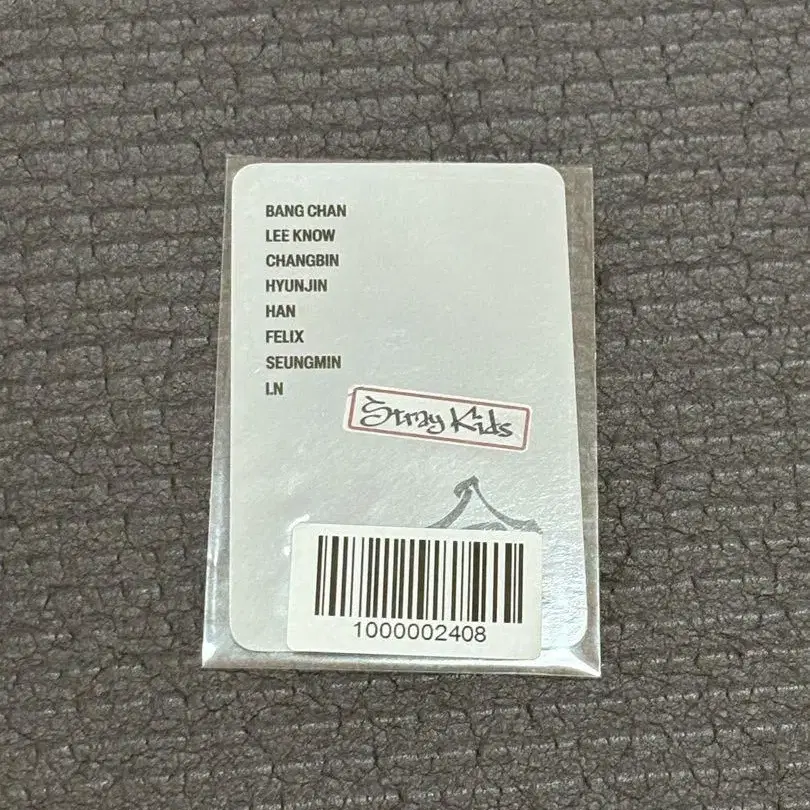 BANG CHAN
LEE KNOW
CHANGBIN
HYUNJIN
HAN
FELIX
SEUNGMIN
I.N
Stray Kids
1000002408